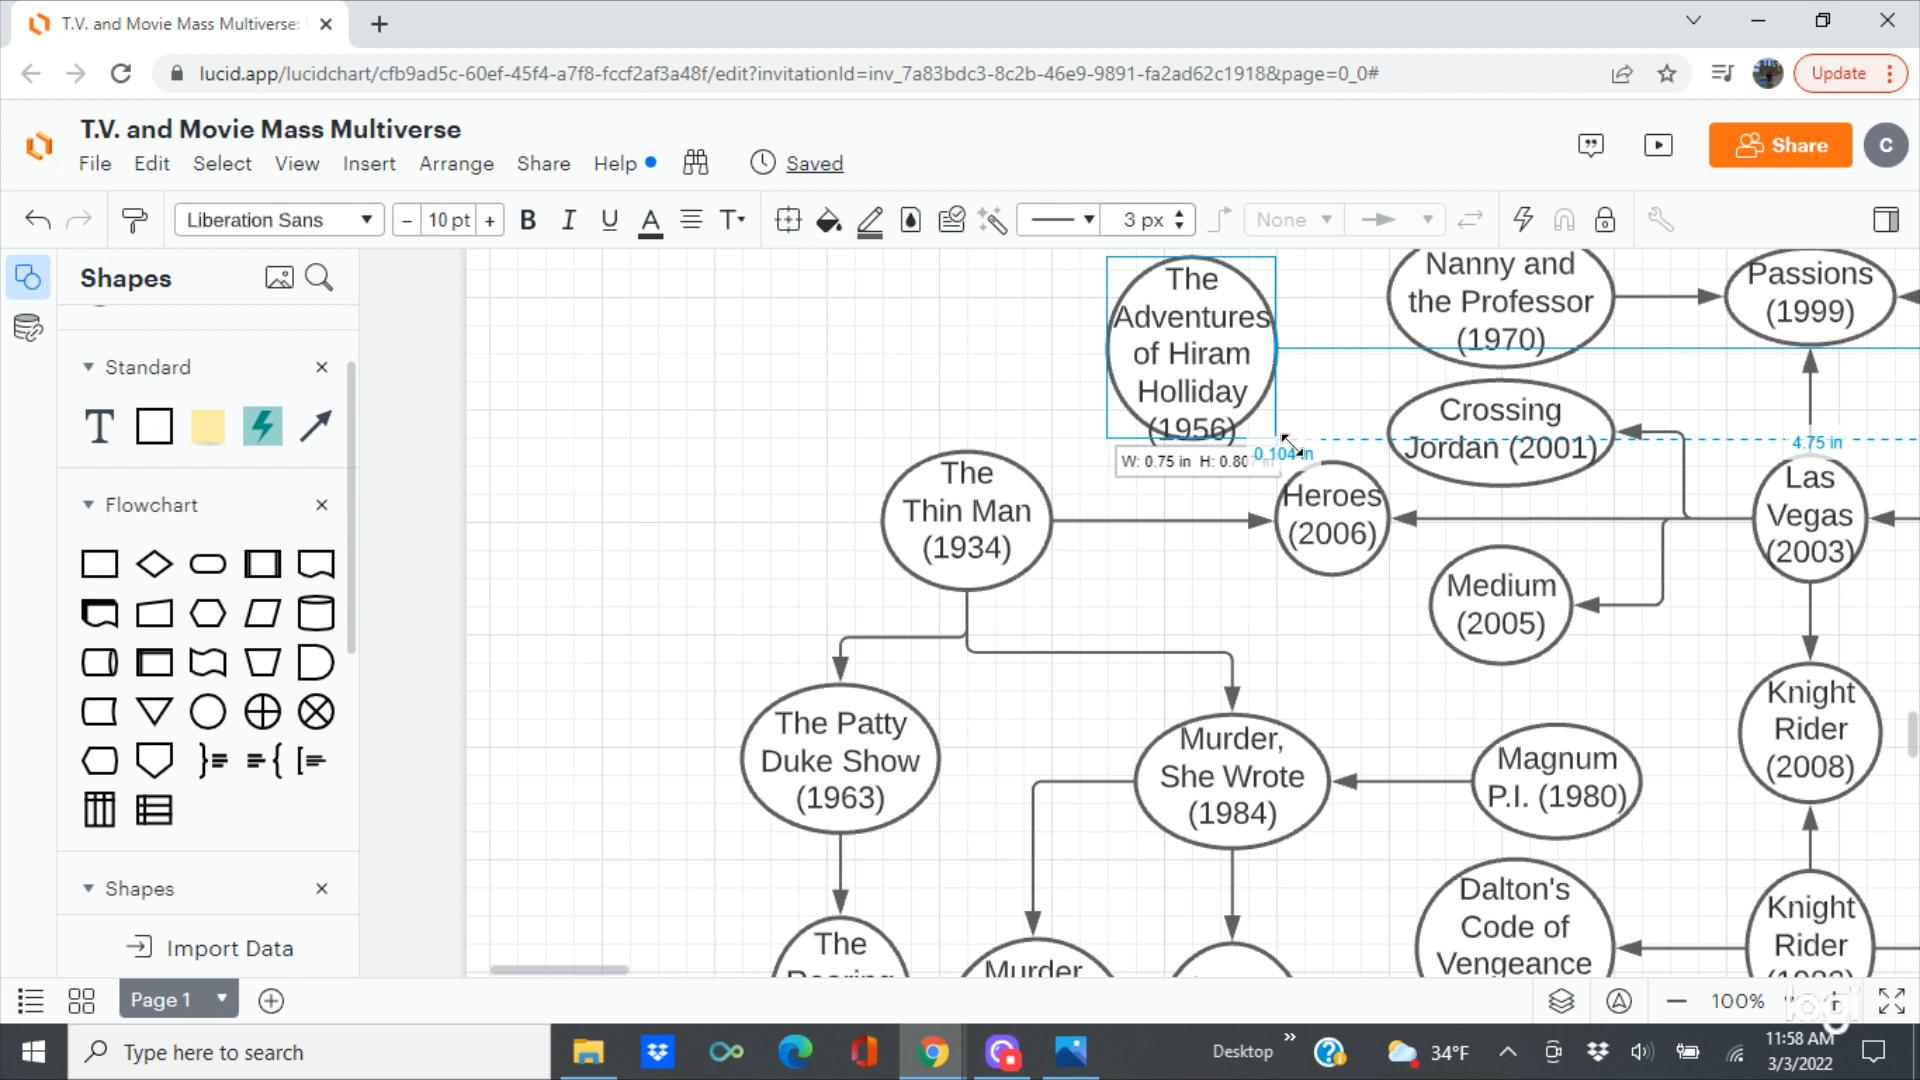 T.V. and Movie Mass Multiverse:
lucid.app/lucidchart/cfb9ad5c-60ef-45f4-a7f8-fccf2af3a48f/edit?invitationId=inv_7a83bdc3-8c2b-46e9-9891-fa2ad62c1918&page=0_0#
Update
T.V. and Movie Mass Multiverse
File Edit Select View Insert Arrange Share Help Saved
Share
C
Liberation Sans
- 10 pt +
B I U A T
3 px
None
Shapes
Standard
T
Flowchart
Shapes
Import Data
The
Adventures
of Hiram
Holliday
(1956)
W: 0.75 in H: 0.80
0.104 in
Nanny and
the Professor
(1970)
Passions
(1999)
Crossing
Jordan (2001)
4.75 in
The
Thin Man
(1934)
Heroes
(2006)
Las
Vegas
(2003)
Medium
(2005)
The Patty
Duke Show
(1963)
Murder,
She Wrote
(1984)
Magnum
P.I. (1980)
Knight
Rider
(2008)
Dalton's
Code of
Vengeance
Knight
Rider
The
Murder
Page 1
100%
logi
Type here to search
Desktop
34°F
11:58 AM
3/3/2022